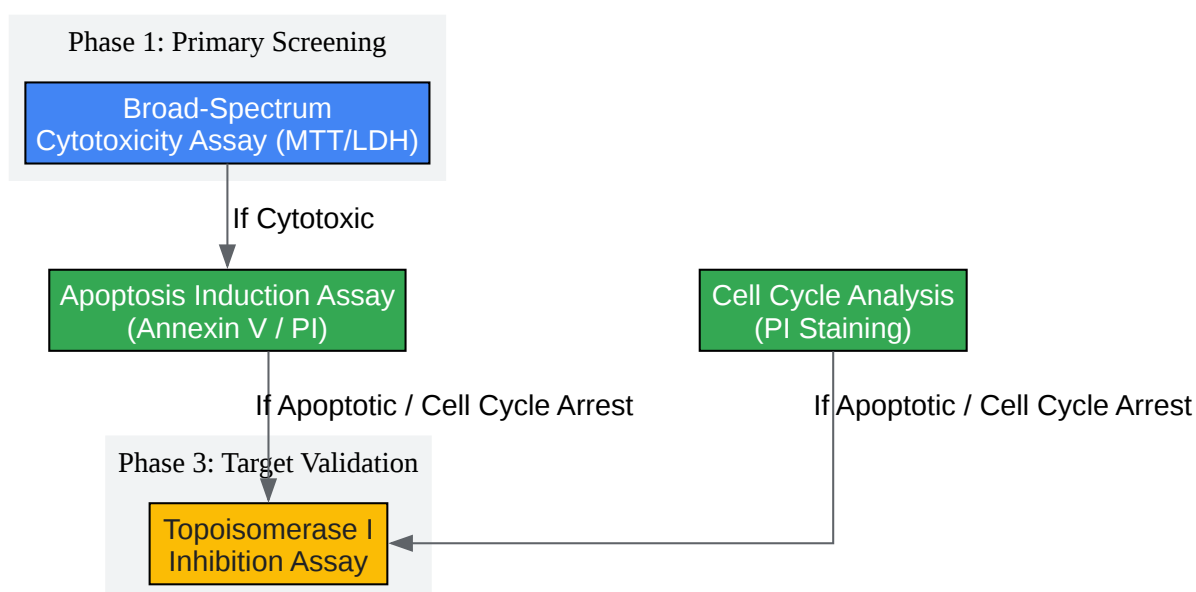 Phase 1: Primary Screening
Broad-Spectrum
Cytotoxicity Assay (MTT/LDH)
If Cytotoxic
Apoptosis Induction Assay
(Annexin V / PI)
Cell Cycle Analysis
(PI Staining)
If Apoptotic / Cell Cycle Arrest
If Apoptotic / Cell Cycle Arrest
Phase 3: Target Validation
Topoisomerase I
Inhibition Assay